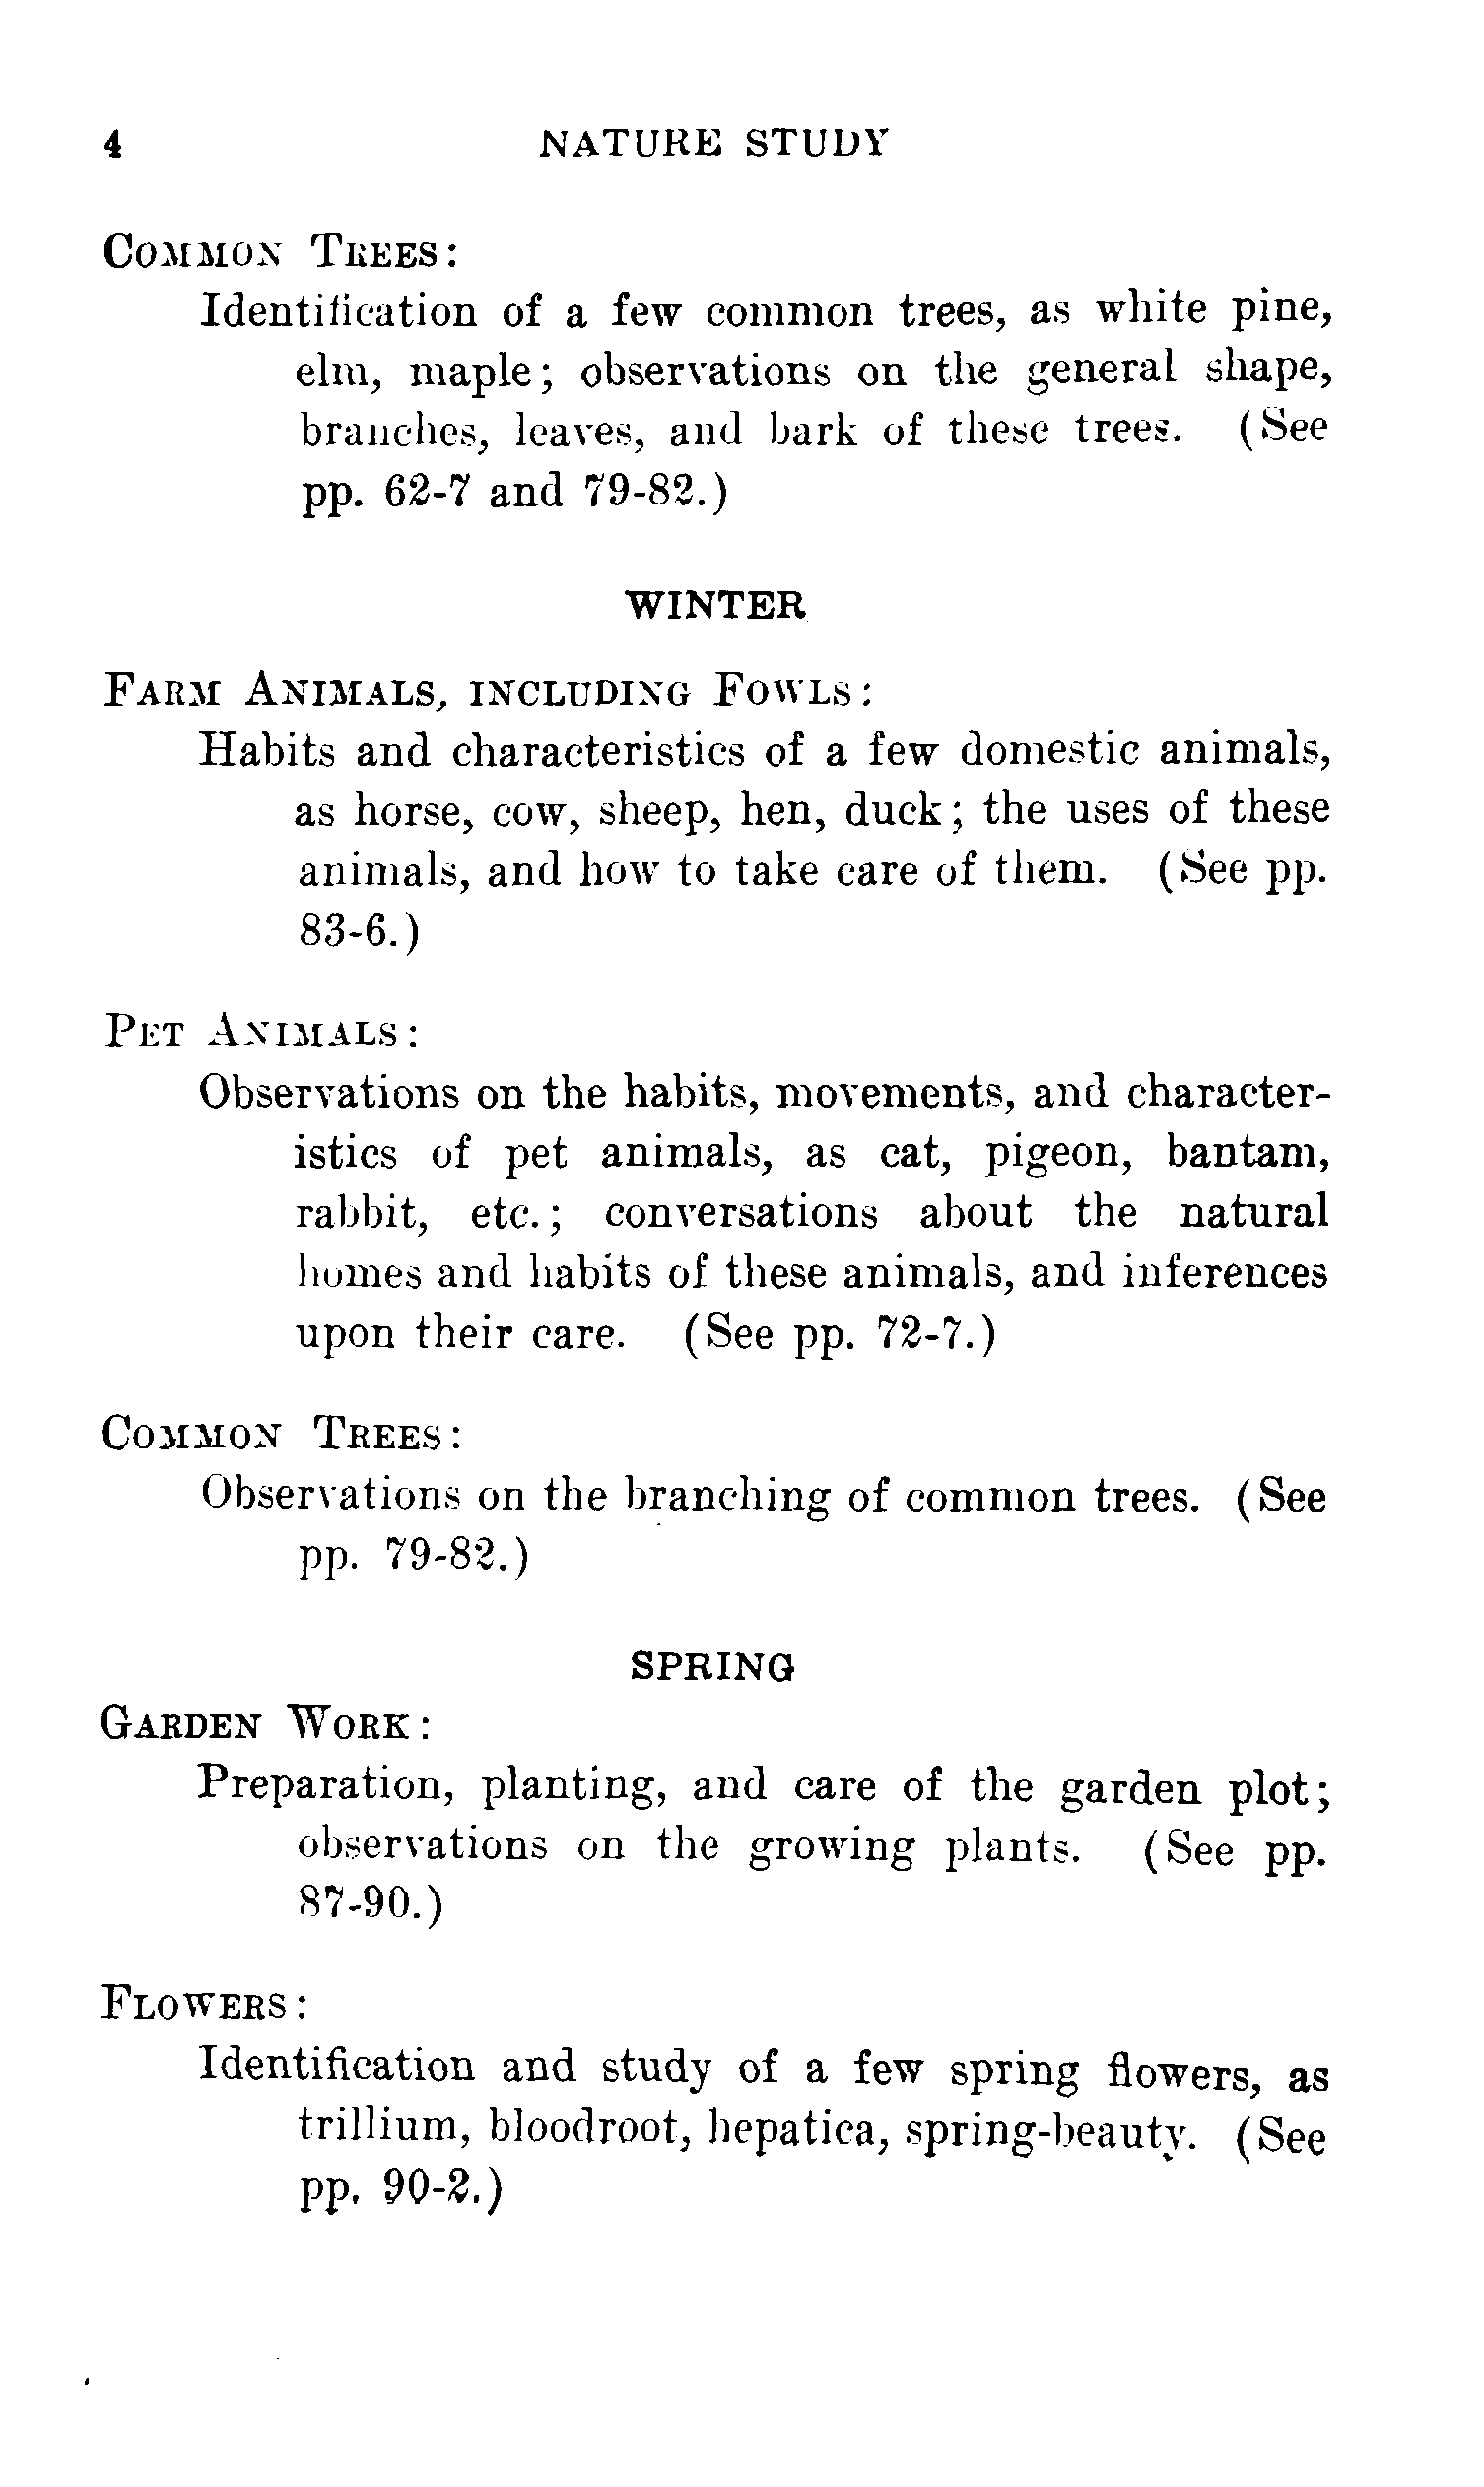 4 NATURE STUDY
COMMON TREES:
Identification of a few common trees, as white pine,
elm, maple; observations on the general shape,
branches, leaves, and bark of these trees. (See
pp. 62-7 and 79-82.)
WINTER
FARM ANIMALS, INCLUDING FOWLS:
Habits and characteristics of a few domestic animals,
as horse, cow, sheep, hen, duck; the uses of these
animals, and how to take care of them. (See pp.
83-6.)
PET ANIMALS:
Observations on the habits, movements, and character-
istics of pet animals, as cat, pigeon, bantam,
rabbit, etc.; conversations about the natural
homes and habits of these animals, and inferences
upon their care. (See pp. 72-7.)
COMMON TREES:
Observations on the branching of common trees. (See
pp. 79-82.)
SPRING
GARDEN WORK:
Preparation, planting, and care of the garden plot;
observations on the growing plants. (See pp.
87-90.)
FLOWERS:
Identification and study of a few spring flowers, as
trillium, bloodroot, hepatica, spring-beauty. (See
pp. 90-2.)